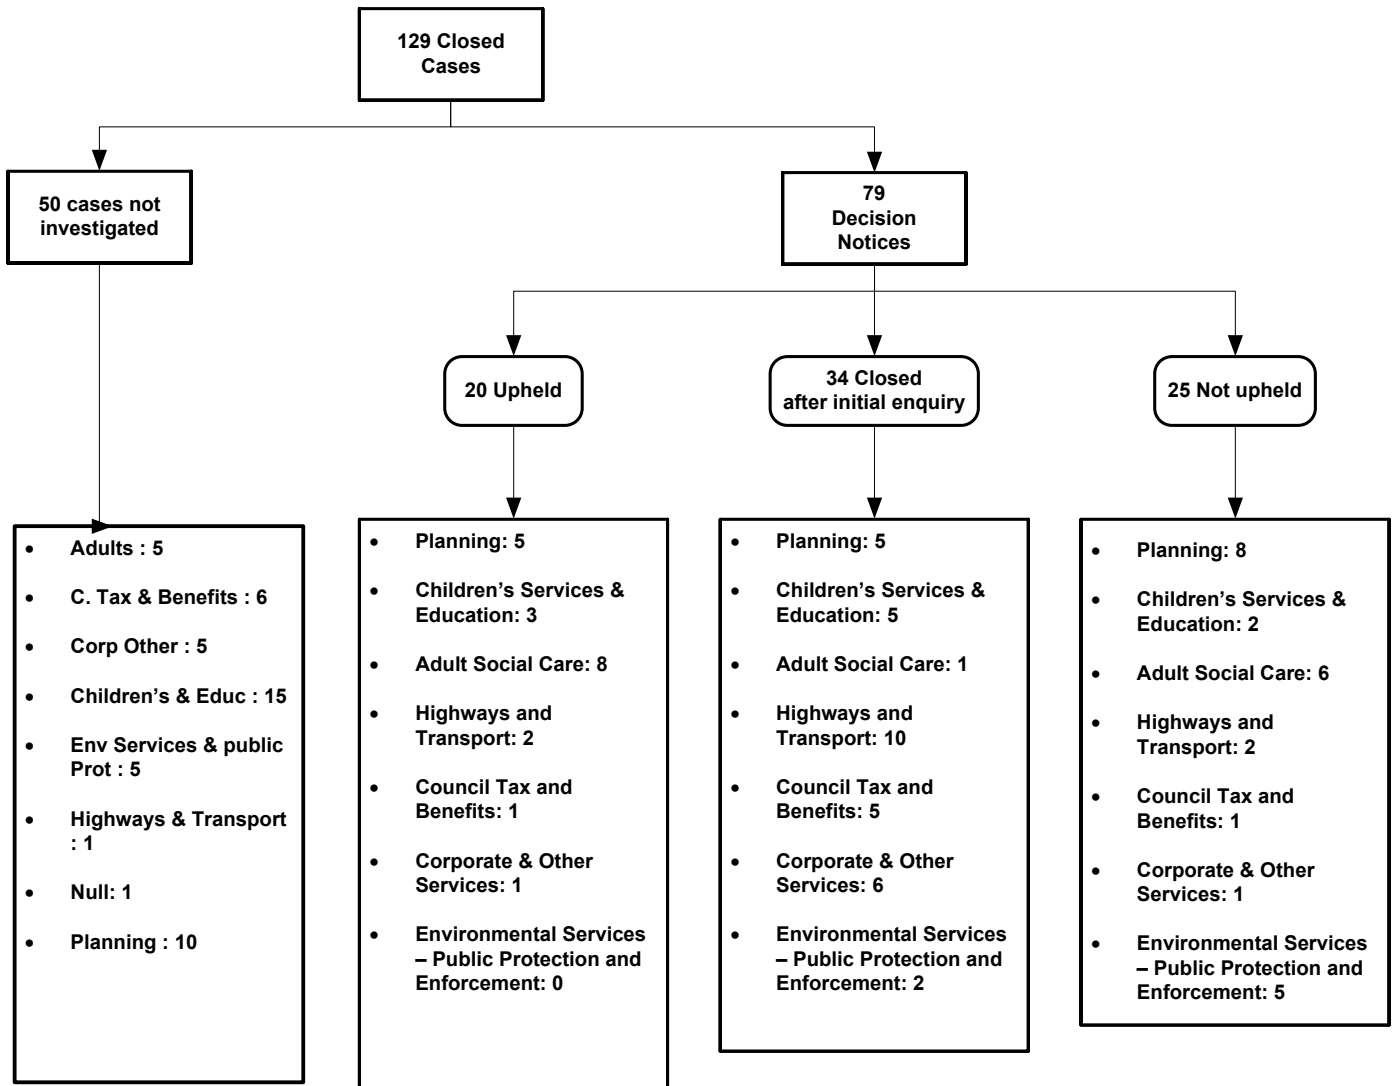 129 Closed
Cases
50 cases not
investigated
79
Decision
Notices
20 Upheld
34 Closed
after initial enquiry
25 Not upheld
• Adults : 5
• C. Tax & Benefits : 6
• Corp Other : 5
• Children’s & Educ : 15
• Env Services & public
Prot : 5
• Highways & Transport
: 1
• Null: 1
• Planning : 10
• Planning: 5
• Children’s Services &
Education: 3
• Adult Social Care: 8
• Highways and
Transport: 2
• Council Tax and
Benefits: 1
• Corporate & Other
Services: 1
• Environmental Services
– Public Protection and
Enforcement: 0
• Planning: 5
• Children’s Services &
Education: 5
• Adult Social Care: 1
• Highways and
Transport: 10
• Council Tax and
Benefits: 5
• Corporate & Other
Services: 6
• Environmental Services
– Public Protection and
Enforcement: 2
• Planning: 8
• Children’s Services &
Education: 2
• Adult Social Care: 6
• Highways and
Transport: 2
• Council Tax and
Benefits: 1
• Corporate & Other
Services: 1
• Environmental Services
– Public Protection and
Enforcement: 5